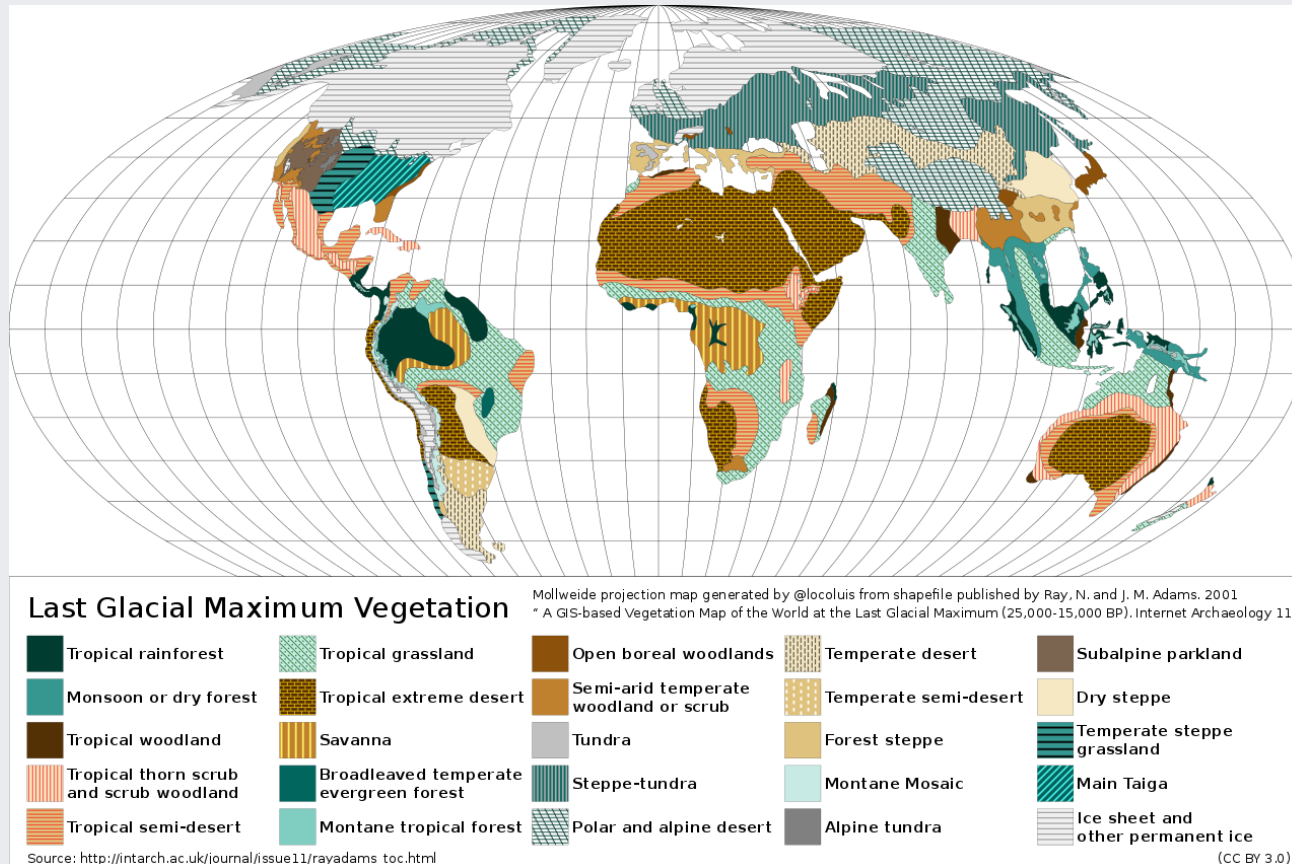 Last Glacial Maximum Vegetation
Mollweide projection map generated by @locoluis from shapefile published by Ray, N. and J. M. Adams. 2001
“ A GIS-based Vegetation Map of the World at the Last Glacial Maximum (25,000-15,000 BP). Internet Archaeology 11
Tropical rainforest
Monsoon or dry forest
Tropical woodland
Tropical thorn scrub
and scrub woodland
Tropical semi-desert
Tropical grassland
Tropical extreme desert
Savanna
Broadleaved temperate
evergreen forest
Montane tropical forest
Open boreal woodlands
Semi-arid temperate
woodland or scrub
Tundra
Steppe-tundra
Polar and alpine desert
Temperate desert
Temperate semi-desert
Forest steppe
Montane Mosaic
Alpine tundra
Subalpine parkland
Dry steppe
Temperate steppe
grassland
Main Taiga
Ice sheet and
other permanent ice
Source: http://intarch.ac.uk/journal/issue11/rayadams_toc.html
(CC BY 3.0)